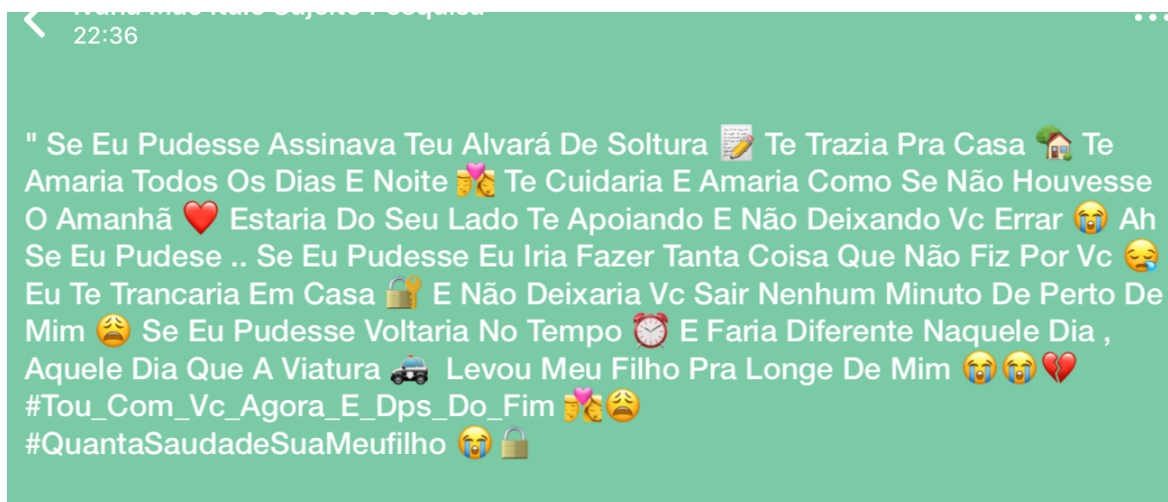 Sujeito Pesquisa
22:36
" Se Eu Pudesse Assinava Teu Alvará De Soltura 📝 Te Trazia Pra Casa 🏡 Te
Amaria Todos Os Dias E Noite 💏 Te Cuidaria E Amaria Como Se Não Houvesse
O Amanhã ❤️ Estaria Do Seu Lado Te Apoiando E Não Deixando Vc Errar 😭 Ah
Se Eu Pudese .. Se Eu Pudesse Eu Iria Fazer Tanta Coisa Que Não Fiz Por Vc 😪
Eu Te Trancaria Em Casa 🔐 E Não Deixaria Vc Sair Nenhum Minuto De Perto De
Mim 😩 Se Eu Pudesse Voltaria No Tempo ⏰ E Faria Diferente Naquele Dia ,
Aquele Dia Que A Viatura 🚓 Levou Meu Filho Pra Longe De Mim 😭😭💔
#Tou_Com_Vc_Agora_E_Dps_Do_Fim 💏😩
#QuantaSaudadeSuaMeufilho 😭🔒